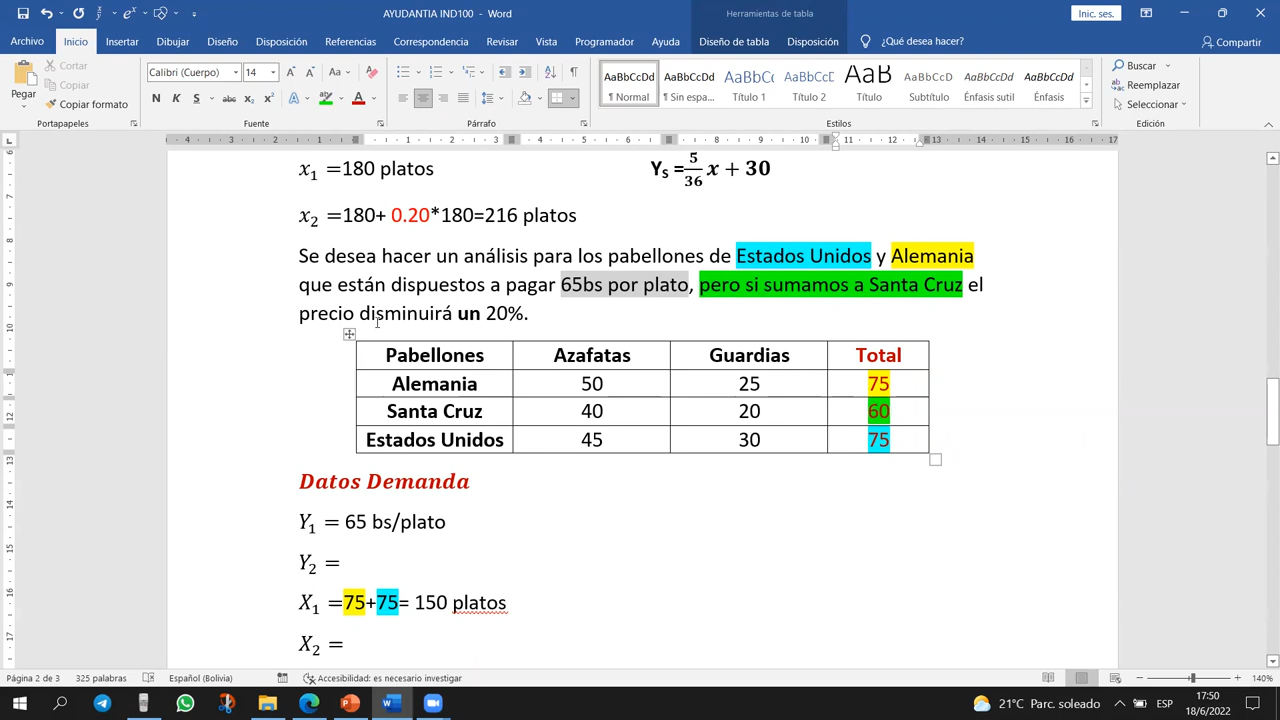 AYUDANTIA IND100 - Word
Herramientas de tabla
Inic. ses.
Archivo Inicio Insertar Dibujar Disposición Referencias Correspondencia Revisar Vista Programador Ayuda Diseño de tabla Disposición ¿Qué desea hacer? Compartir
Pegar
Cortar
Copiar
Copiar formato
Portapapeles
Calibri (Cuerpo) 14
Fuente
Párrafo
AaBbCcDd AaBbCcDd AaBbCc AaBbCcD AaB AaBbCcD AaBbCcDd AaBbCcDd
¶ Normal ¶ Sin espa... Título 1 Título 2 Título Subtítulo Énfasis sutil Énfasis
Estilos
Buscar
Reemplazar
Seleccionar
Edición
x₁ =180 platos
Yₛ =5/36 x + 30
x₂ =180+ 0.20*180=216 platos
Se desea hacer un análisis para los pabellones de Estados Unidos y Alemania
que están dispuestos a pagar 65bs por plato, pero si sumamos a Santa Cruz el
precio disminuirá un 20%.
Pabellones Azafatas Guardias Total
Alemania 50 25 75
Santa Cruz 40 20 60
Estados Unidos 45 30 75
Datos Demanda
Y₁ = 65 bs/plato
Y₂ =
X₁ =75+75= 150 platos
X₂ =
Página 2 de 3 325 palabras Español (Bolivia) Accesibilidad: es necesario investigar 140%
21°C Parc. soleado ESP 17:50
18/6/2022